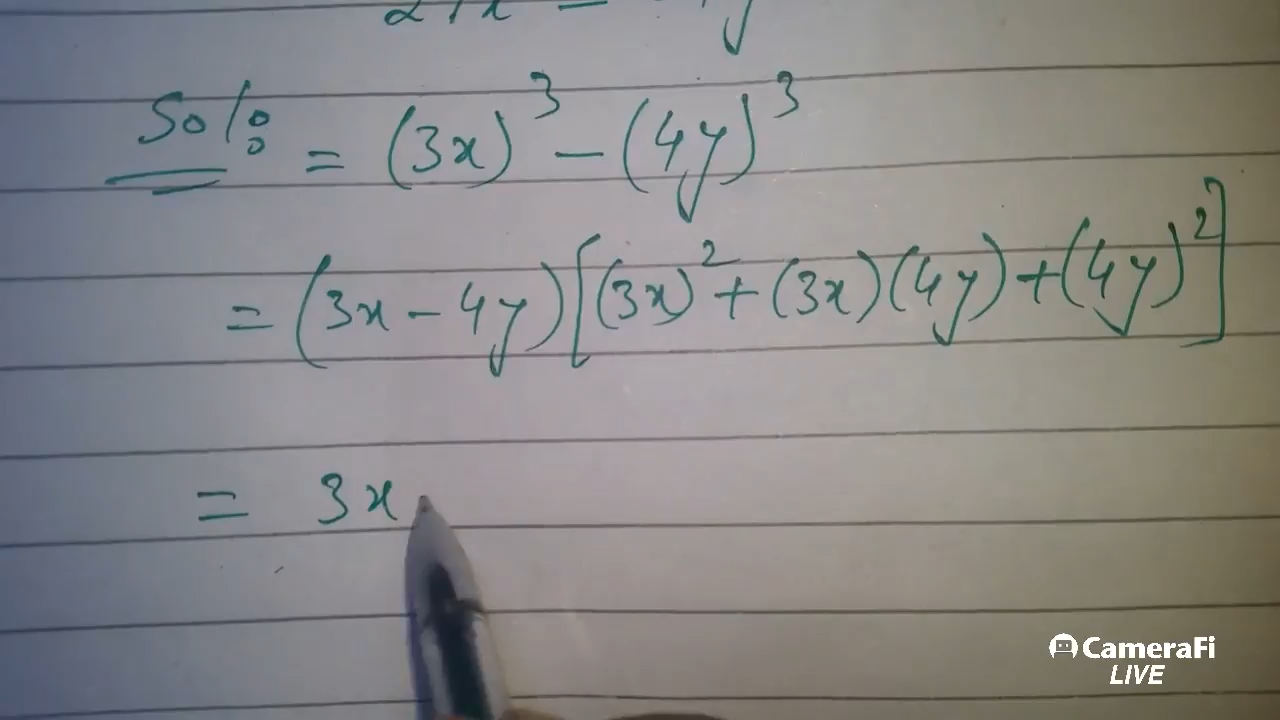 Sol: = (3x)³ - (4y)³
= (3x - 4y)[(3x)² + (3x)(4y) + (4y)²]
= 3x
CameraFi
LIVE